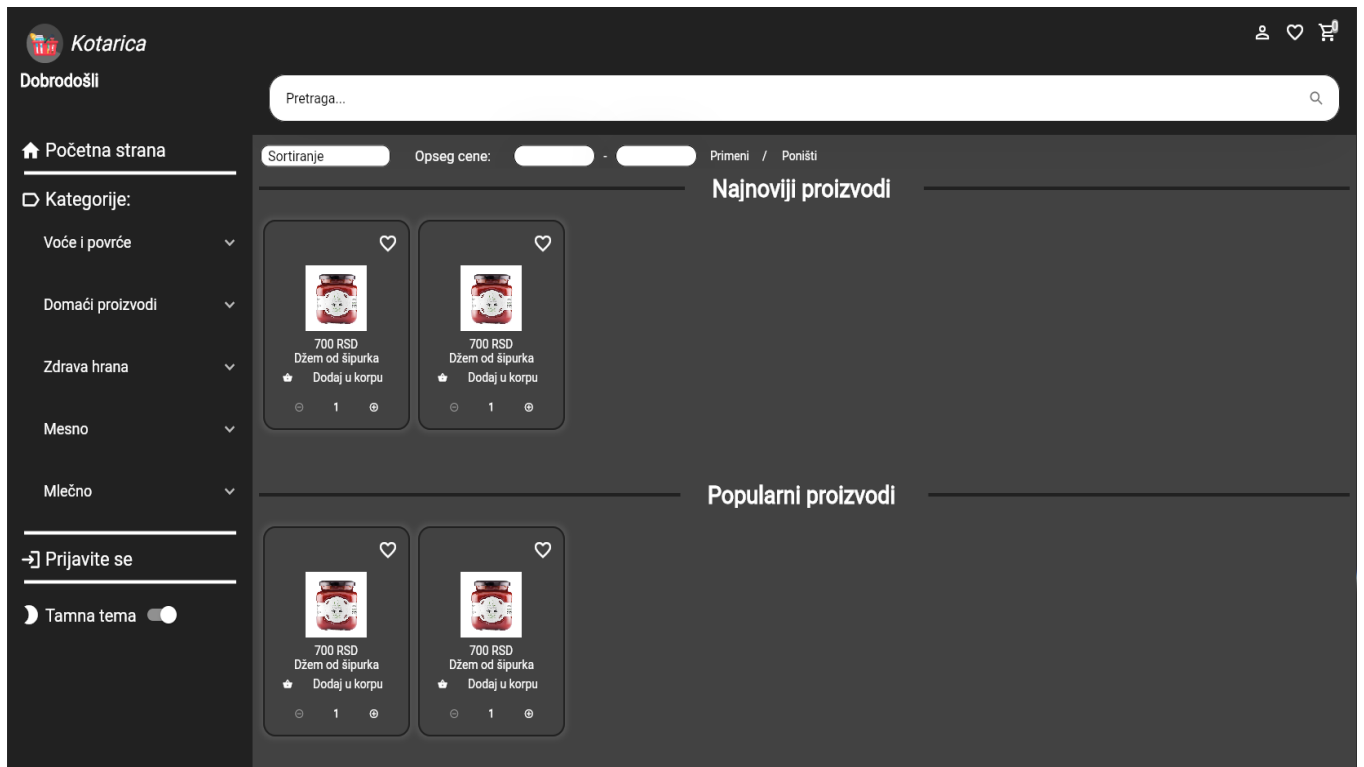 Kotarica
0
Dobrodošli
Pretraga...
Početna strana
Kategorije:
Voće i povrće
Domaći proizvodi
Zdrava hrana
Mesno
Mlečno
Prijavite se
Tamna tema
Sortiranje
Opseg cene: - Primeni / Poništi
Najnoviji proizvodi
700 RSD
Džem od šipurka
Dodaj u korpu
1
700 RSD
Džem od šipurka
Dodaj u korpu
1
Popularni proizvodi
700 RSD
Džem od šipurka
Dodaj u korpu
1
700 RSD
Džem od šipurka
Dodaj u korpu
1